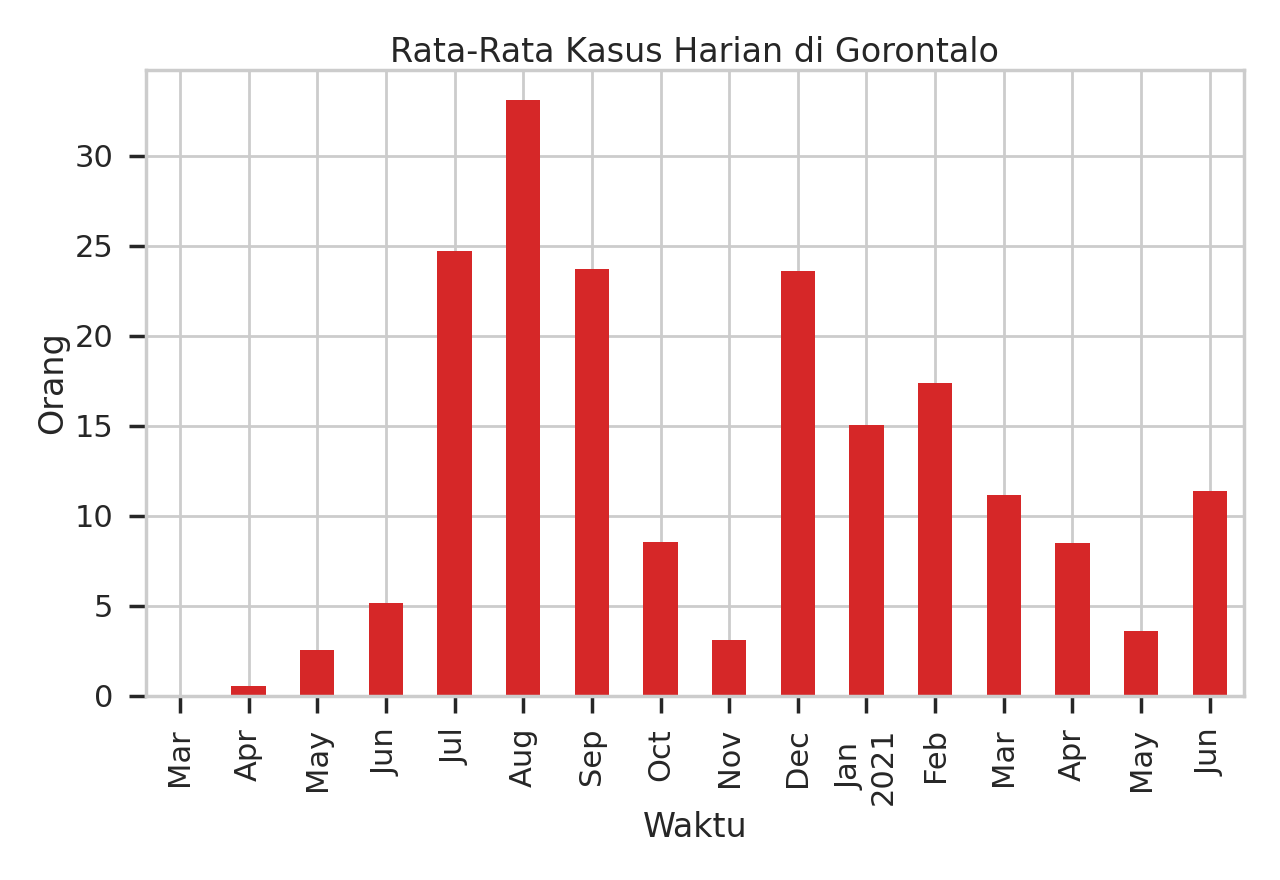 Rata-Rata Kasus Harian di Gorontalo
Orang
30
25
20
15
10
5
0
Mar
Apr
May
Jun
Jul
Aug
Sep
Oct
Nov
Dec
Jan
2021
Feb
Mar
Apr
May
Jun
Waktu